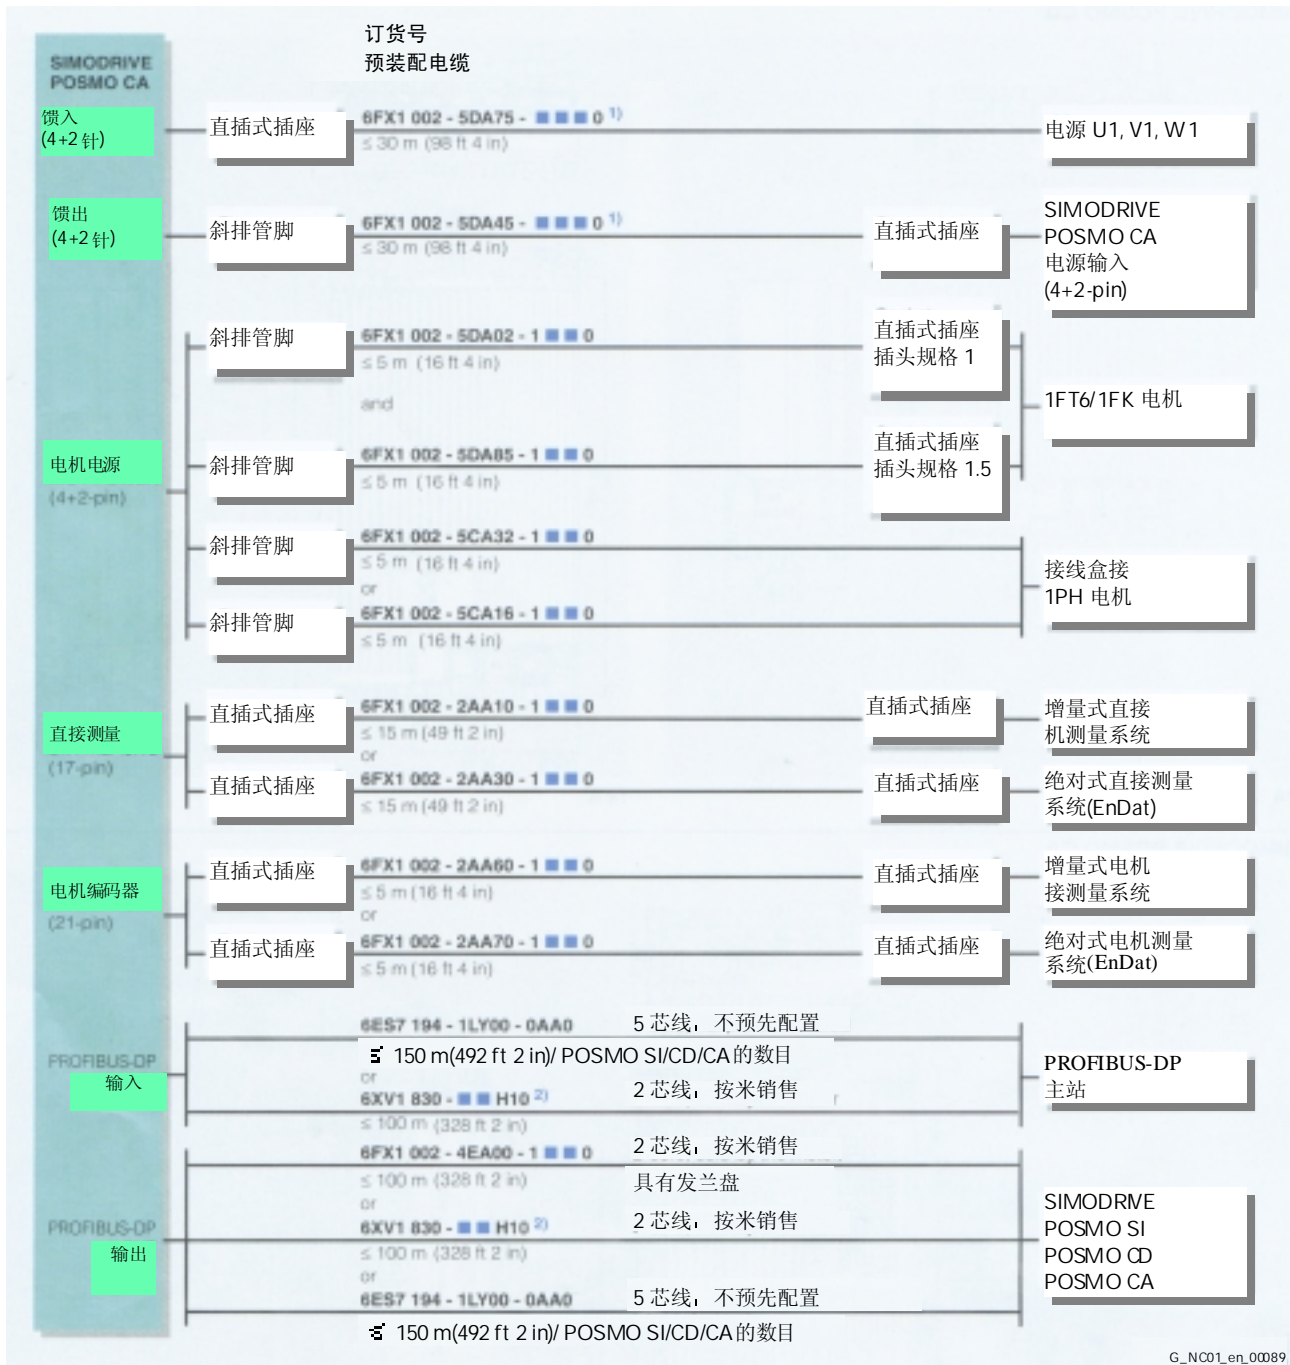 订货号
预装配电缆
SIMODRIVE
POSMO CA
馈入
(4+2 针)
直插式插座
6FX1 002 - 5DA75 - ■ ■ ■ 0 1)
≤ 30 m (98 ft 4 in)
电源 U1, V1, W1
馈出
(4+2 针)
斜排管脚
6FX1 002 - 5DA45 - ■ ■ ■ 0 1)
≤ 30 m (98 ft 4 in)
直插式插座
SIMODRIVE
POSMO CA
电源输入
(4+2-pin)
电机电源
(4+2-pin)
斜排管脚
6FX1 002 - 5DA02 - 1 ■ ■ 0
≤ 5 m (16 ft 4 in)
直插式插座
插头规格 1
and
1FT6/1FK 电机
斜排管脚
6FX1 002 - 5DA85 - 1 ■ ■ 0
≤ 5 m (16 ft 4 in)
直插式插座
插头规格 1.5
斜排管脚
6FX1 002 - 5CA32 - 1 ■ ■ 0
≤ 5 m (16 ft 4 in)
or
接线盒接
1PH 电机
斜排管脚
6FX1 002 - 5CA16 - 1 ■ ■ 0
≤ 5 m (16 ft 4 in)
直接测量
(17-pin)
直插式插座
6FX1 002 - 2AA10 - 1 ■ ■ 0
≤ 15 m (49 ft 2 in)
or
直插式插座
增量式直接
机测量系统
直插式插座
6FX1 002 - 2AA30 - 1 ■ ■ 0
≤ 15 m (49 ft 2 in)
直插式插座
绝对式直接测量
系统(EnDat)
电机编码器
(21-pin)
直插式插座
6FX1 002 - 2AA60 - 1 ■ ■ 0
≤ 5 m (16 ft 4 in)
or
直插式插座
增量式电机
接测量系统
直插式插座
6FX1 002 - 2AA70 - 1 ■ ■ 0
≤ 5 m (16 ft 4 in)
直插式插座
绝对式电机测量
系统(EnDat)
PROFIBUS-DP
输入
6ES7 194 - 1LY00 - 0AA0
5 芯线，不预先配置
150 m(492 ft 2 in)/ POSMO SI/CD/CA的数目
or
6XV1 830 - ■ ■ H10 2)
2 芯线，按米销售
≤ 100 m (328 ft 2 in)
PROFIBUS-DP
主站
PROFIBUS-DP
输出
6FX1 002 - 4EA00 - 1 ■ ■ 0
2 芯线，按米销售
≤ 100 m (328 ft 2 in)
具有发兰盘
or
6XV1 830 - ■ ■ H10 2)
2 芯线，按米销售
≤ 100 m (328 ft 2 in)
or
6ES7 194 - 1LY00 - 0AA0
5 芯线，不预先配置
150 m(492 ft 2 in)/ POSMO SI/CD/CA的数目
SIMODRIVE
POSMO SI
POSMO CD
POSMO CA
G_NC01_en_00089